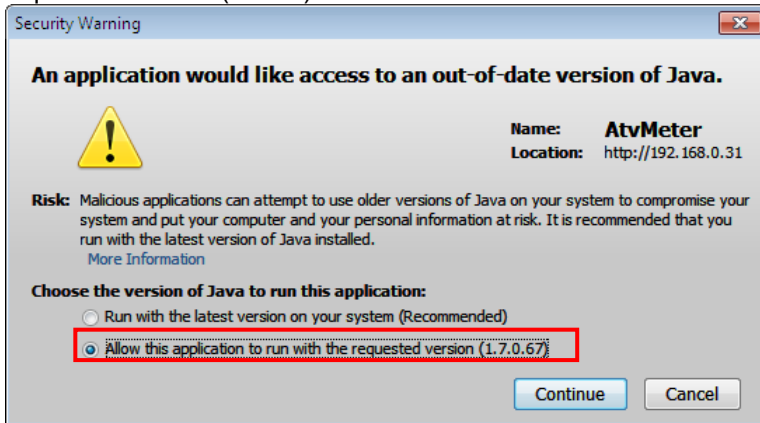 Security Warning
An application would like access to an out-of-date version of Java.
Name: AtvMeter
Location: http://192.168.0.31
Risk: Malicious applications can attempt to use older versions of Java on your system to compromise your
system and put your computer and your personal information at risk. It is recommended that you
run with the latest version of Java installed.
More Information
Choose the version of Java to run this application:
Run with the latest version on your system (Recommended)
Allow this application to run with the requested version (1.7.0.67)
Continue Cancel